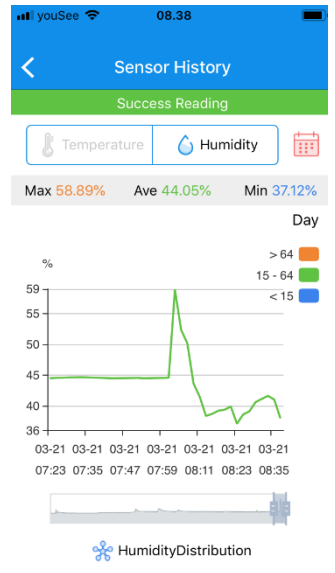 youSee 08.38
Sensor History
Success Reading
Temperature Humidity
Max 58.89% Ave 44.05% Min 37.12%
Day
> 64
15 - 64
< 15
%
59
55
50
45
40
36
03-21 03-21 03-21 03-21 03-21 03-21 03-21
07:23 07:35 07:47 07:59 08:11 08:23 08:35
HumidityDistribution